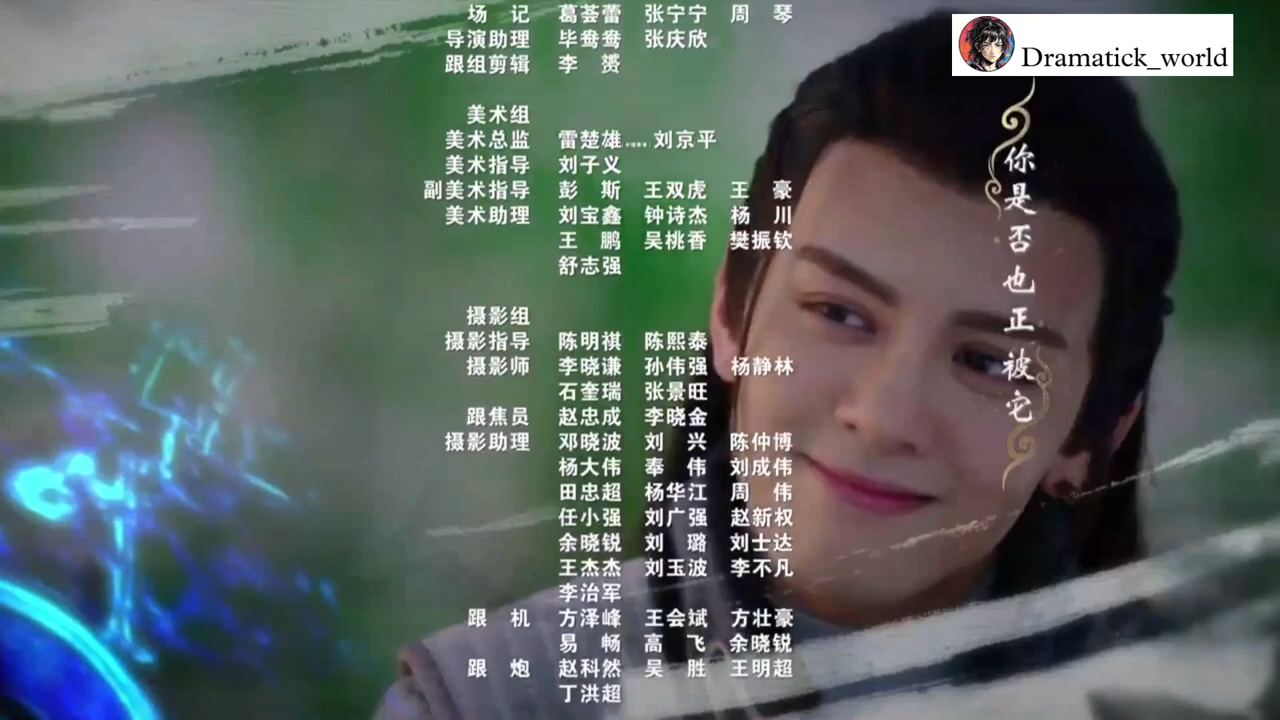 场 记 葛荟蕾 张宁宁 周 琴
导演助理 毕鸯鸯 张庆欣
跟组剪辑 李 赟
美术组
美术总监 雷楚雄 刘京平
美术指导 刘子义
副美术指导 彭 斯 王双虎 王 豪
美术助理 刘宝鑫 钟诗杰 杨 川
王 鹏 吴桃香 樊振钦
舒志强
摄影组
摄影指导 陈明祺 陈熙泰
摄影师 李晓谦 孙伟强 杨静林
石奎瑞 张景旺
跟焦员 赵忠成 李晓金
摄影助理 邓晓波 刘 兴 陈仲博
杨大伟 奉 伟 刘成伟
田忠超 杨华江 周 伟
任小强 刘广强 赵新权
余晓锐 刘 璐 刘士达
王杰杰 刘玉波 李不凡
李治军
跟 机 方泽峰 王会斌 方壮豪
易 畅 高 飞 余晓锐
跟 炮 赵科然 吴 胜 王明超
丁洪超
Dramatick_world
你是否也正被它